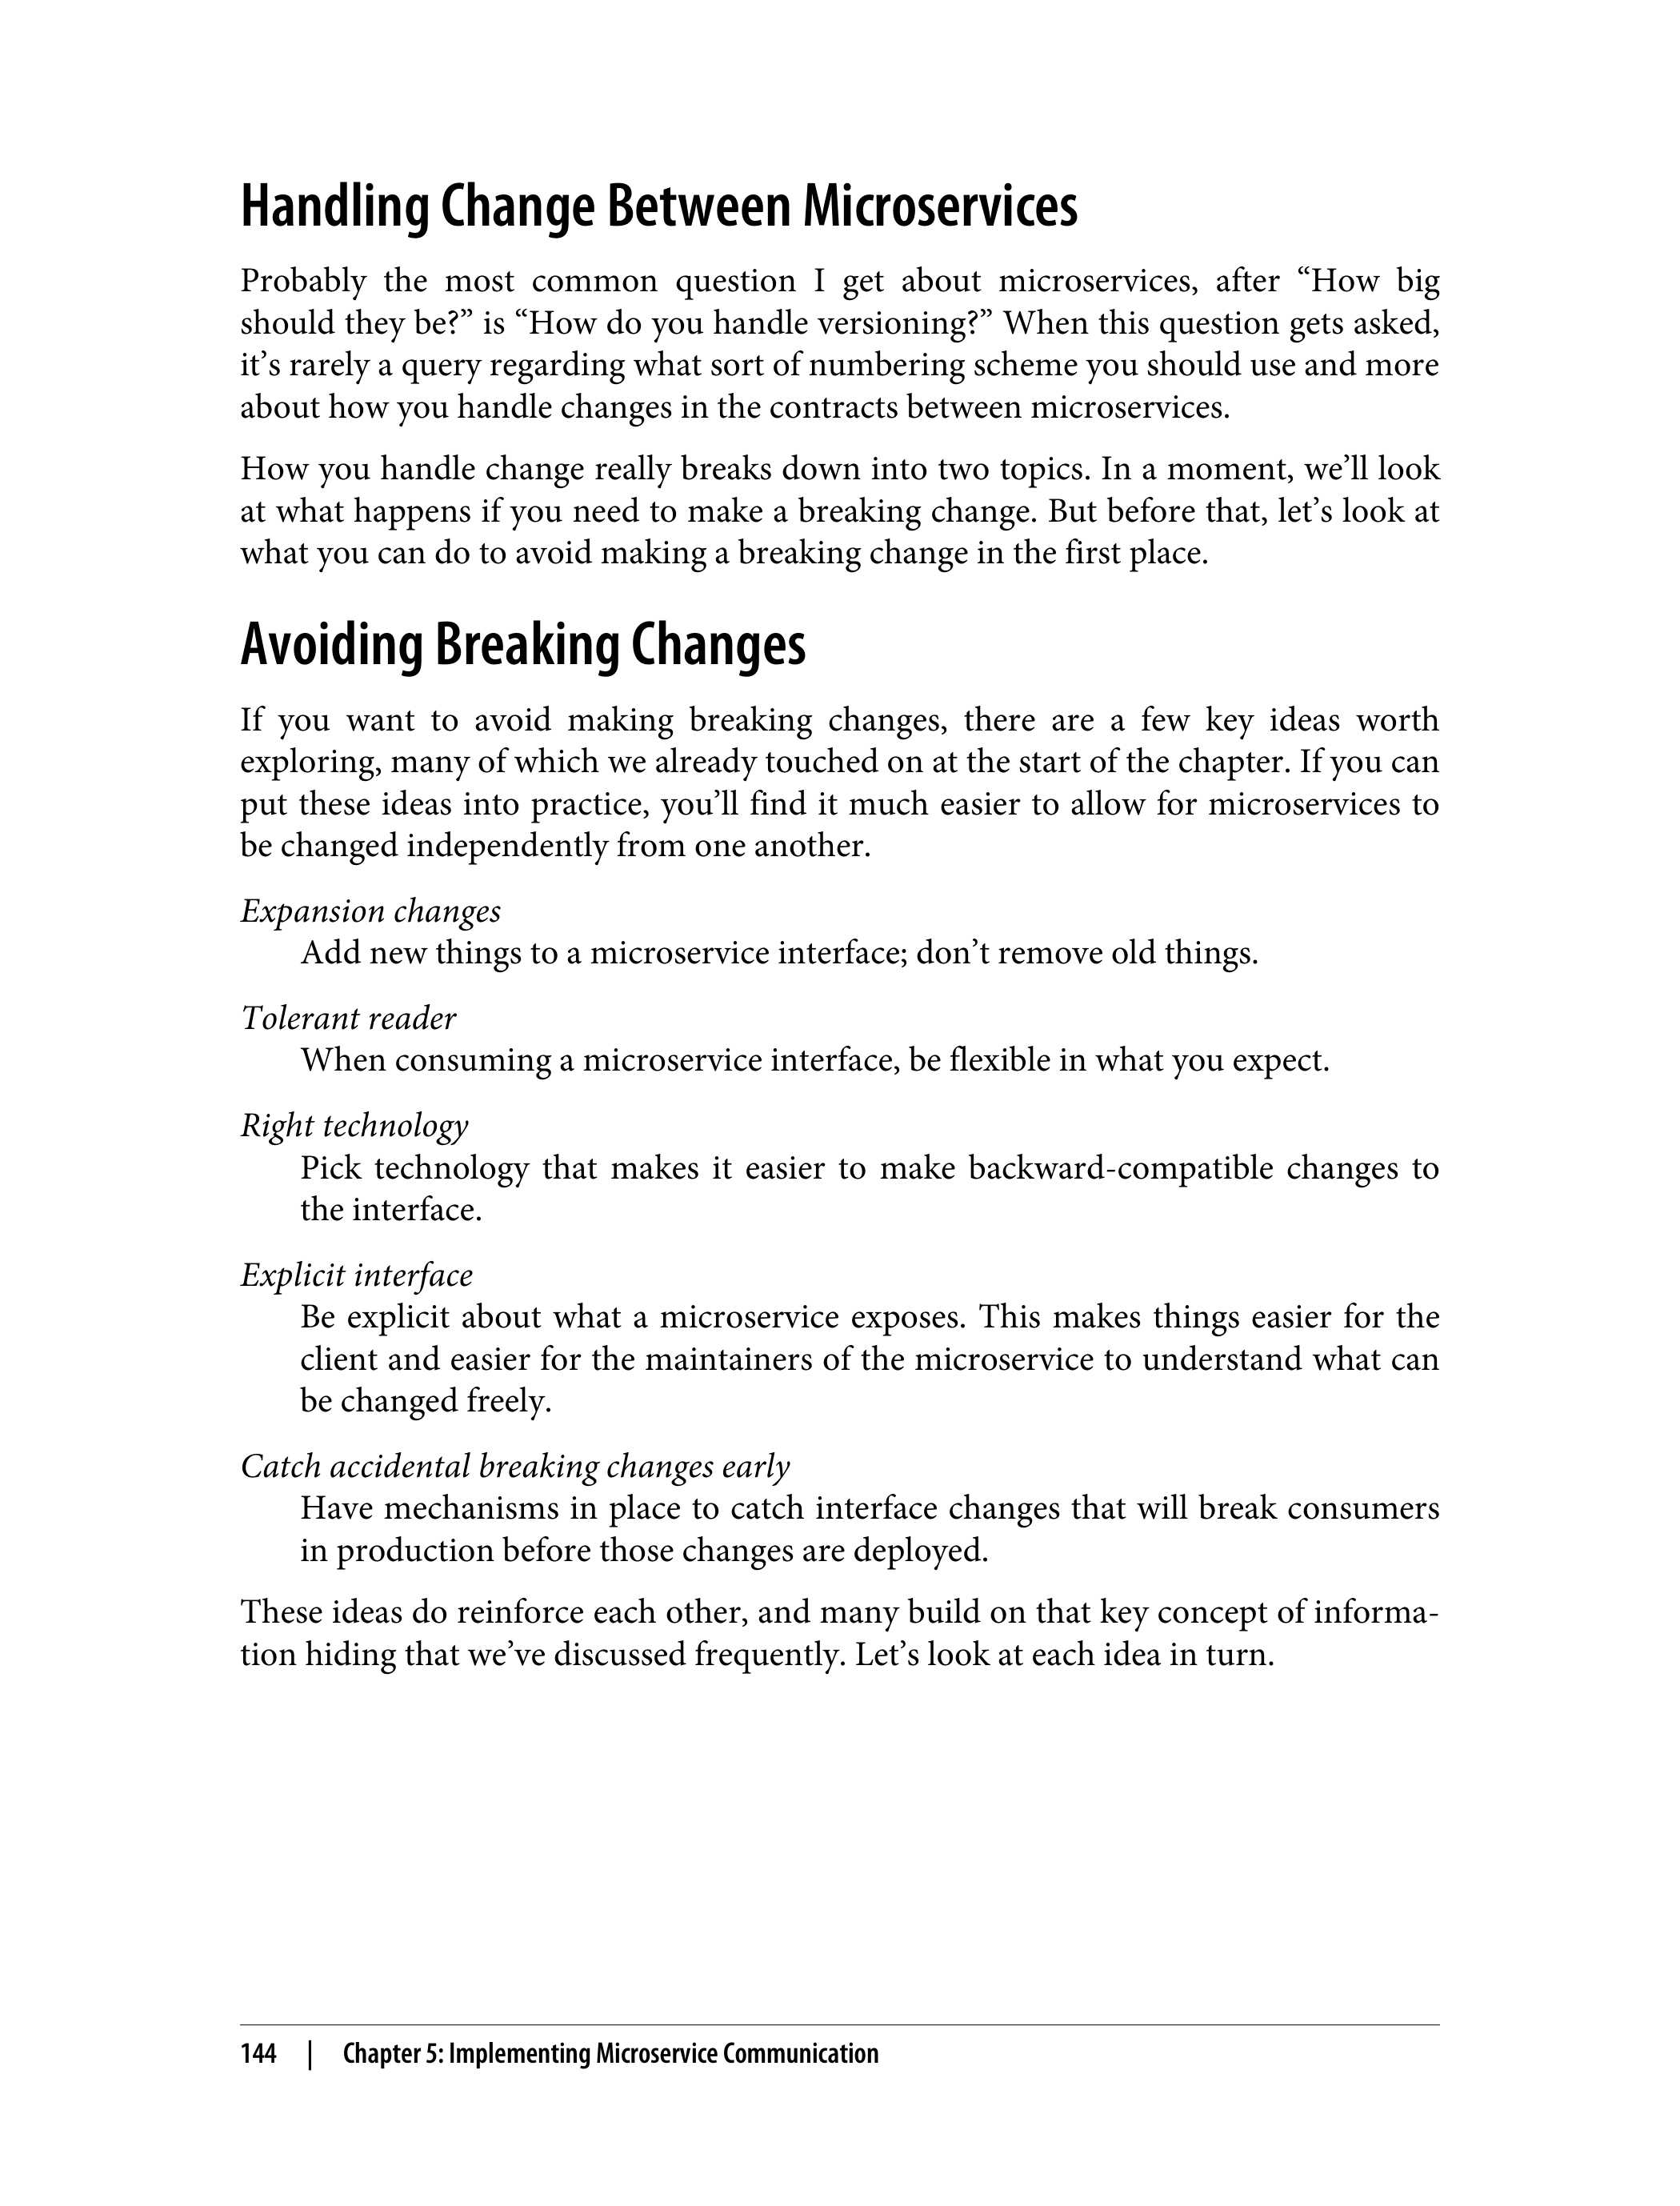 Handling Change Between Microservices
Probably the most common question I get about microservices, after “How big
should they be?” is “How do you handle versioning?” When this question gets asked,
it’s rarely a query regarding what sort of numbering scheme you should use and more
about how you handle changes in the contracts between microservices.
How you handle change really breaks down into two topics. In a moment, we’ll look
at what happens if you need to make a breaking change. But before that, let’s look at
what you can do to avoid making a breaking change in the first place.
Avoiding Breaking Changes
If you want to avoid making breaking changes, there are a few key ideas worth
exploring, many of which we already touched on at the start of the chapter. If you can
put these ideas into practice, you’ll find it much easier to allow for microservices to
be changed independently from one another.
Expansion changes
Add new things to a microservice interface; don’t remove old things.
Tolerant reader
When consuming a microservice interface, be flexible in what you expect.
Right technology
Pick technology that makes it easier to make backward-compatible changes to
the interface.
Explicit interface
Be explicit about what a microservice exposes. This makes things easier for the
client and easier for the maintainers of the microservice to understand what can
be changed freely.
Catch accidental breaking changes early
Have mechanisms in place to catch interface changes that will break consumers
in production before those changes are deployed.
These ideas do reinforce each other, and many build on that key concept of informa-
tion hiding that we’ve discussed frequently. Let’s look at each idea in turn.
144 | Chapter 5: Implementing Microservice Communication